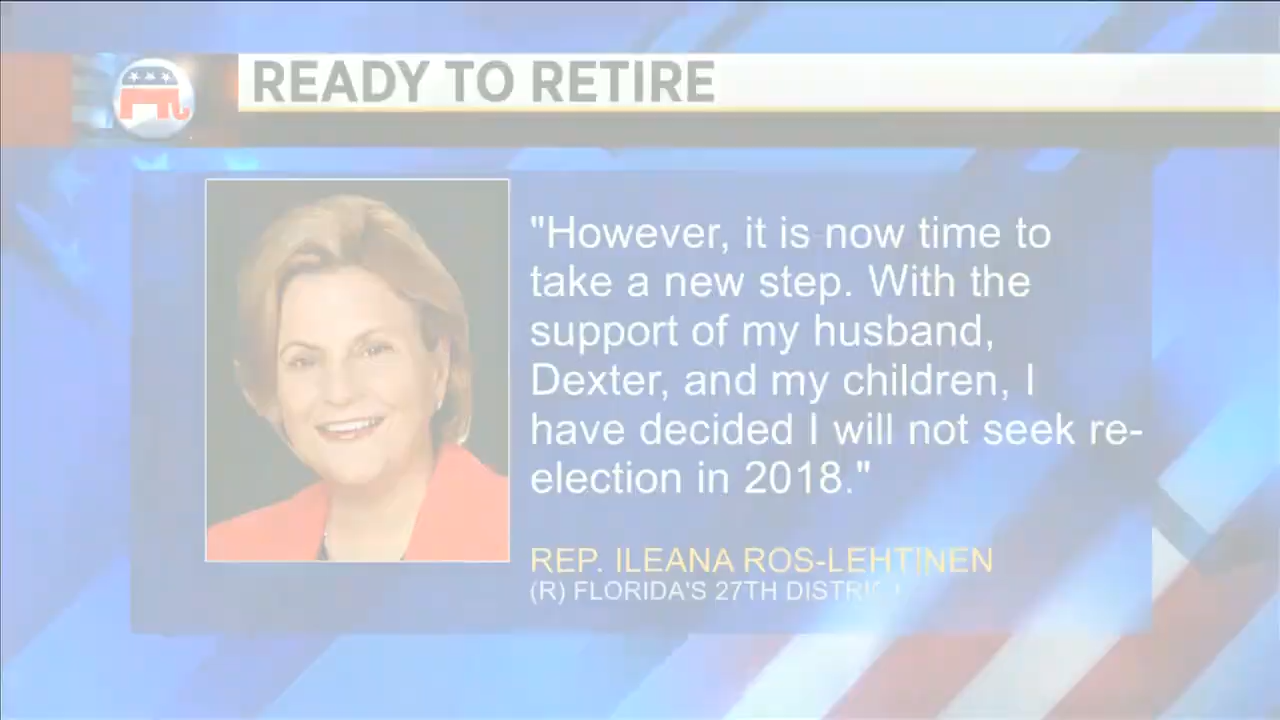 READY TO RETIRE
"However, it is now time to
take a new step. With the
support of my husband,
Dexter, and my children, I
have decided I will not seek re-
election in 2018."
REP. ILEANA ROS-LEHTINEN
(R) FLORIDA'S 27TH